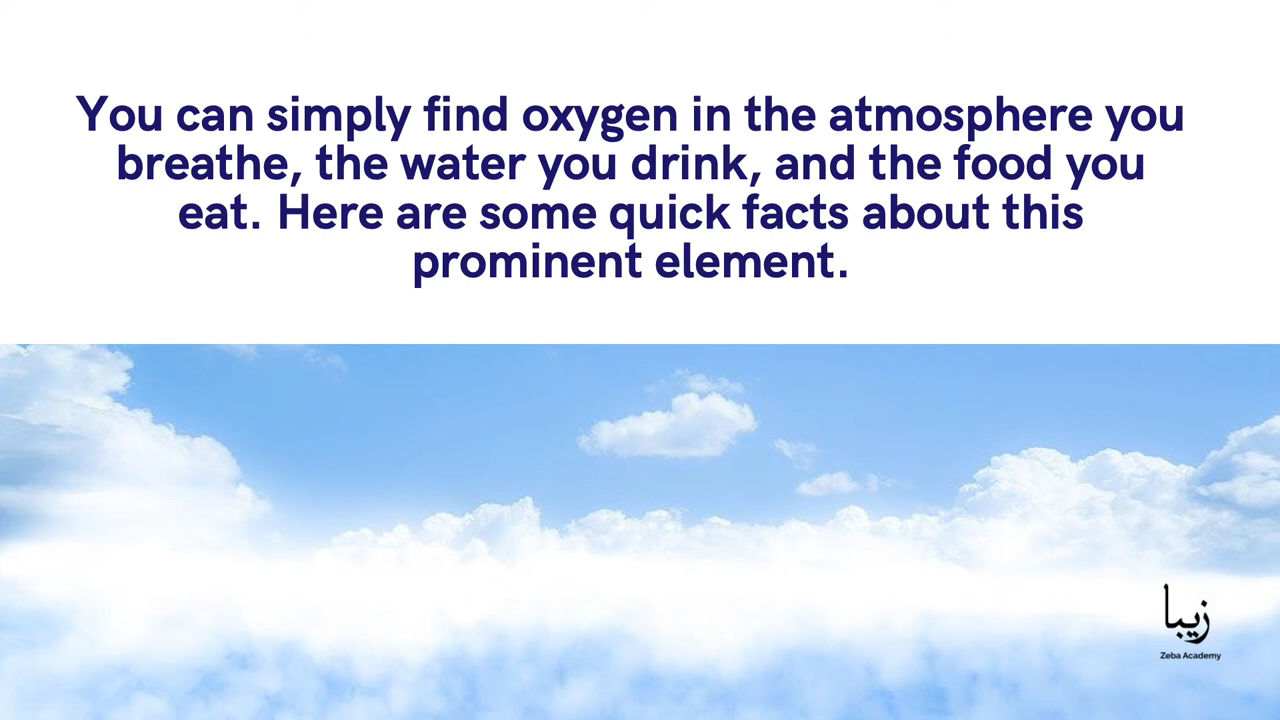 You can simply find oxygen in the atmosphere you
breathe, the water you drink, and the food you
eat. Here are some quick facts about this
prominent element.
زیبا
Zeba Academy